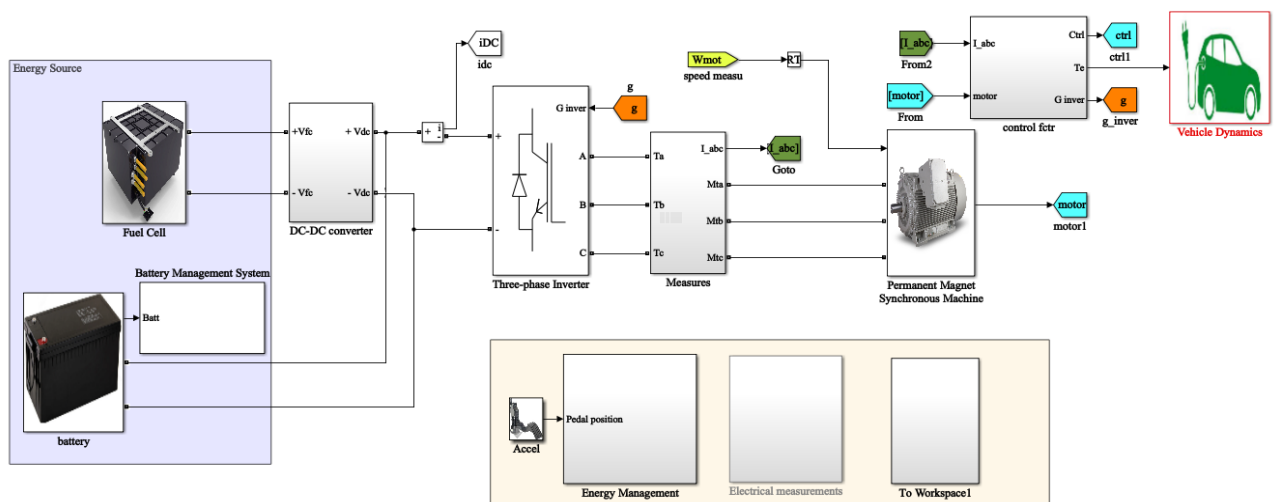 Energy Source
Fuel Cell
+Vfc
- Vfc
+ Vdc
- Vdc
DC-DC converter
Battery Management System
Batt
battery
iDC
idc
+
i
-
g
g
G inver
+
-
A
B
C
Three-phase Inverter
Wmot
speed measu
RT
I_abc
Ta
Tb
Tc
Mta
Mtb
Mtc
Measures
[I_abc]
Goto
[I_abc]
From2
[motor]
From
I_abc
motor
Ctrl
Te
G inver
control fctr
ctrl
ctrl1
g
g_inver
Vehicle Dynamics
Permanent Magnet
Synchronous Machine
motor
motor1
Accel
Pedal position
Energy Management
Electrical measurements
To Workspace1